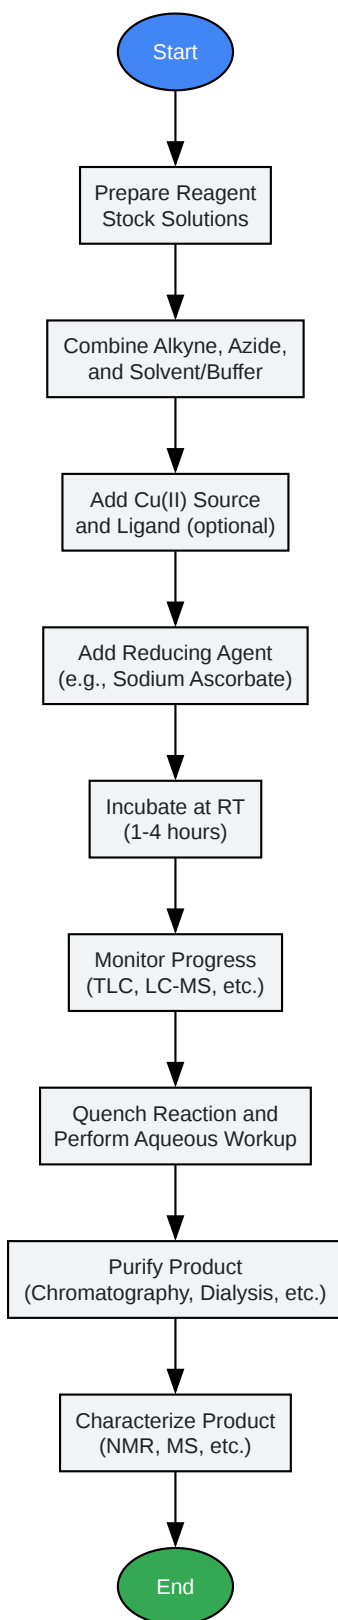 Start
Prepare Reagent
Stock Solutions
Combine Alkyne, Azide,
and Solvent/Buffer
Add Cu(II) Source
and Ligand (optional)
Add Reducing Agent
(e.g., Sodium Ascorbate)
Incubate at RT
(1-4 hours)
Monitor Progress
(TLC, LC-MS, etc.)
Quench Reaction and
Perform Aqueous Workup
Purify Product
(Chromatography, Dialysis, etc.)
Characterize Product
(NMR, MS, etc.)
End